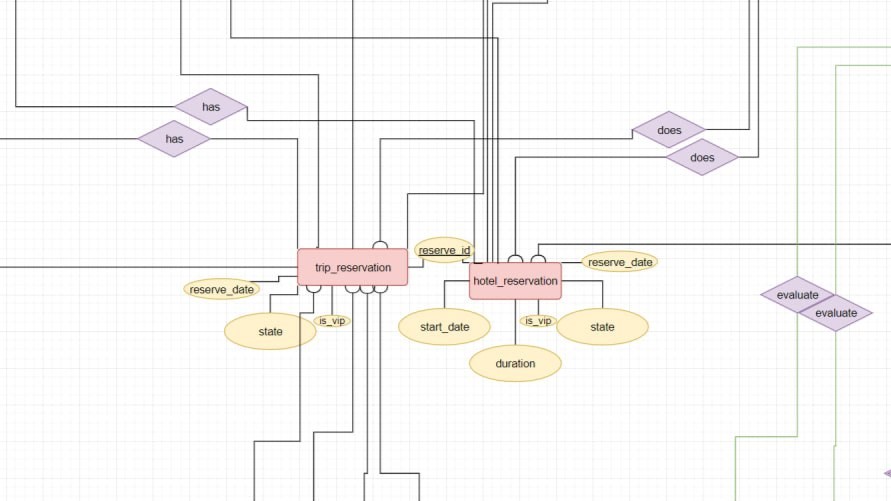 has
has
does
does
reserve_id
trip_reservation
hotel_reservation
reserve_date
reserve_date
evaluate
evaluate
state
is_vip
start_date
is_vip
state
duration